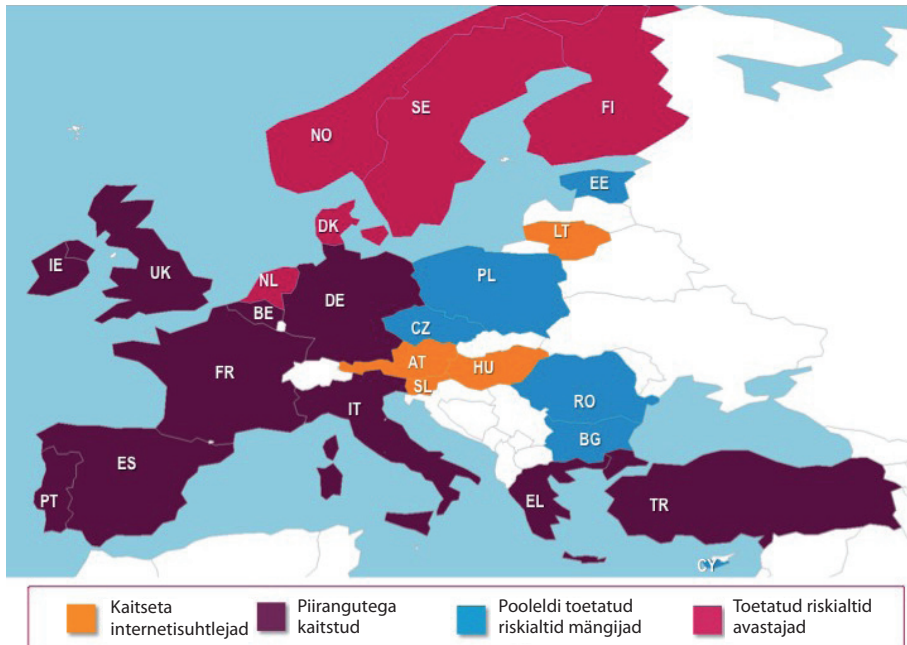 SE
FI
NO
EE
DK
LT
IE
UK
NL
PL
BE
DE
CZ
FR
AT
HU
SL
IT
RO
BG
ES
PT
EL
TR
CY
Kaitseta
internetisuhtlejad
Piirangutega
kaitstud
Pooleldi toetatud
riskialtid mängijad
Toetatud riskialtid
avastajad